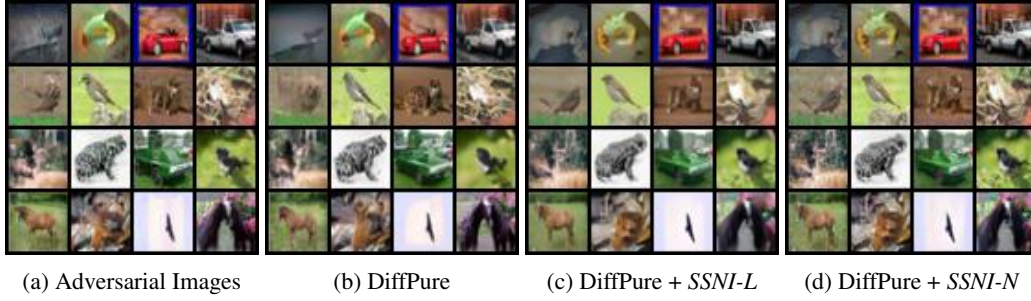 (a) Adversarial Images
(b) DiffPure
(c) DiffPure + SSNI-L
(d) DiffPure + SSNI-N